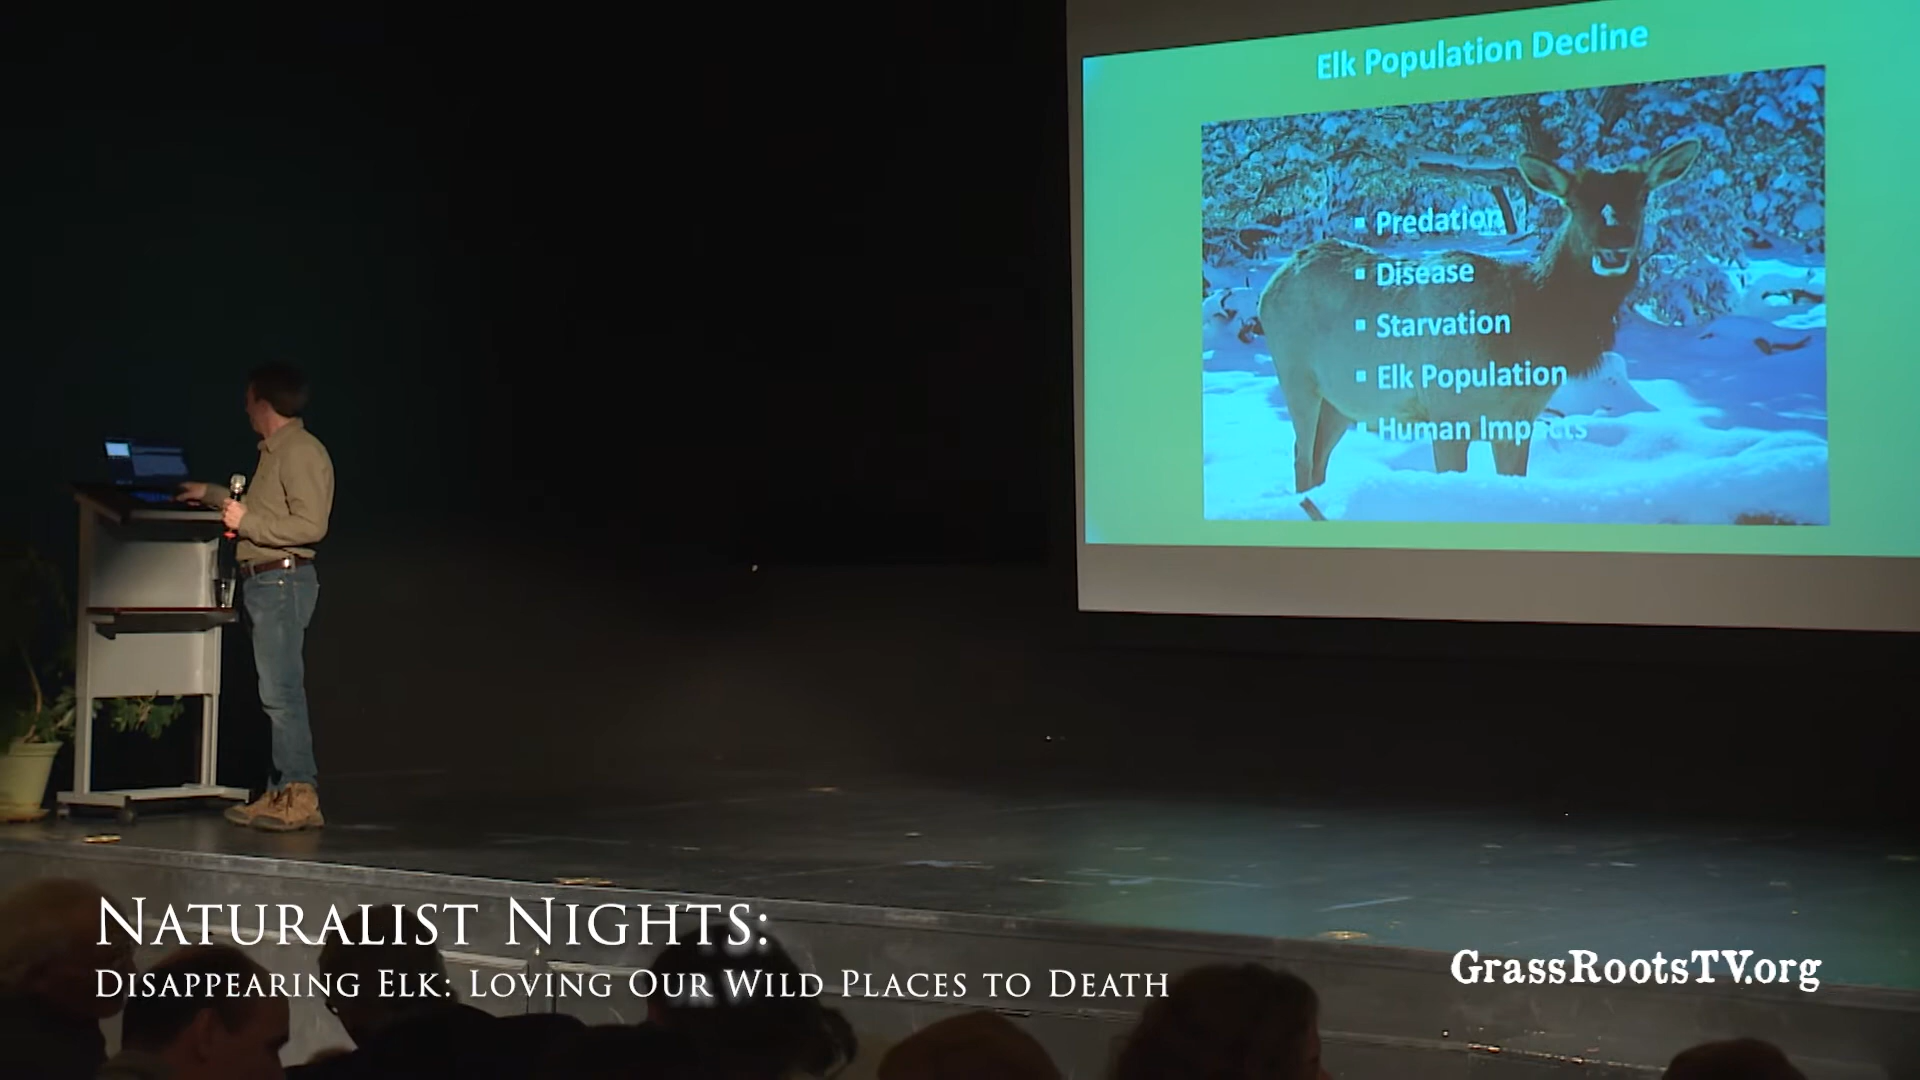 Elk Population Decline
▪ Predation
▪ Disease
▪ Starvation
▪ Elk Population
▪ Human Impacts
Naturalist Nights:
Disappearing Elk: Loving Our Wild Places to Death
GrassRootsTV.org